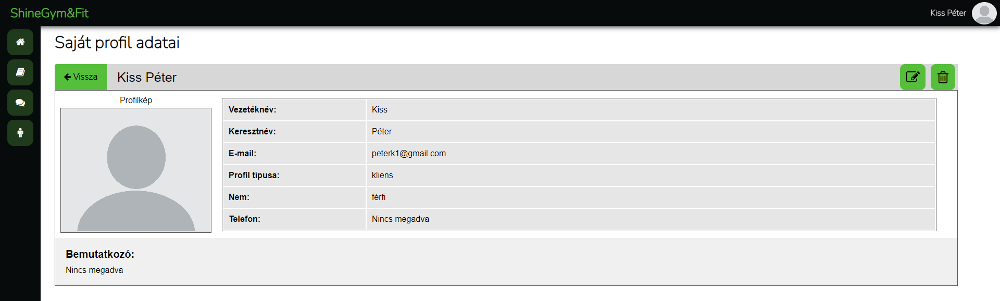 ShineGym&Fit
Kiss Péter
Saját profil adatai
Vissza
Kiss Péter
Profilkép
Vezetéknév: Kiss
Keresztnév: Péter
E-mail: peterk1@gmail.com
Profil típusa: kliens
Nem: férfi
Telefon: Nincs megadva
Bemutatkozó:
Nincs megadva